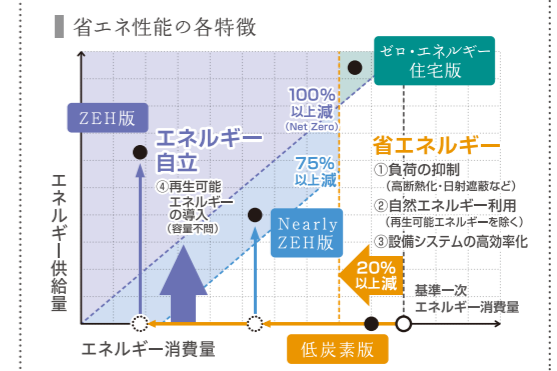 省エネ性能の各特徴
ゼロ・エネルギー
住宅版
ZEH版
100%
以上減
(Net Zero)
エネルギー
自立
④再生可能
エネルギー
の導入
(容量不問)
75%
以上減
Nearly
ZEH版
省エネルギー
①負荷の抑制
(高断熱化・日射遮蔽など)
②自然エネルギー利用
(再生可能エネルギーを除く)
③設備システムの高効率化
20%
以上減
基準一次
エネルギー消費量
エネルギー供給量
エネルギー消費量
低炭素版